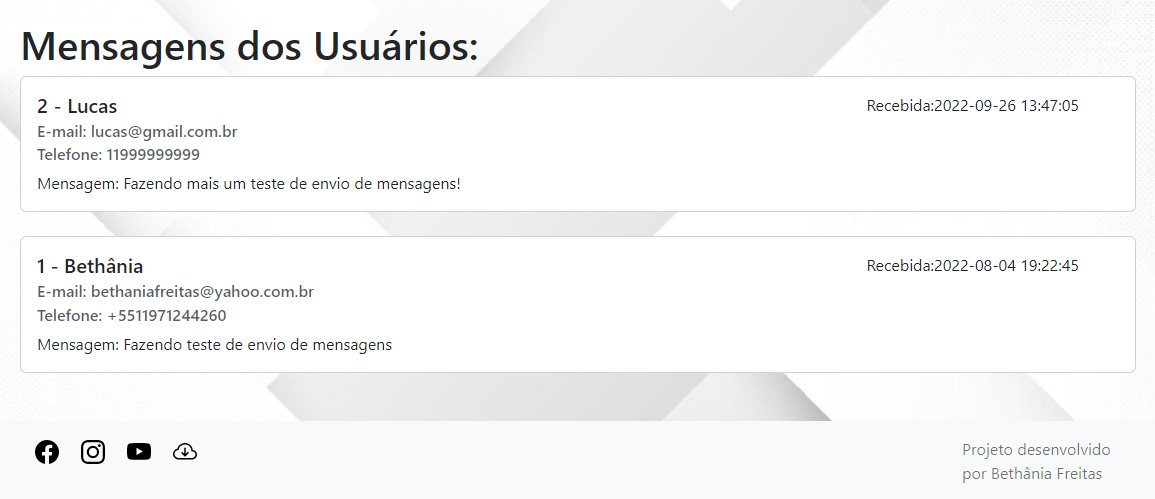 Mensagens dos Usuários:
2 - Lucas
Recebida:2022-09-26 13:47:05
E-mail: lucas@gmail.com.br
Telefone: 11999999999
Mensagem: Fazendo mais um teste de envio de mensagens!
1 - Bethânia
Recebida:2022-08-04 19:22:45
E-mail: bethaniafreitas@yahoo.com.br
Telefone: +5511971244260
Mensagem: Fazendo teste de envio de mensagens
Projeto desenvolvido
por Bethânia Freitas